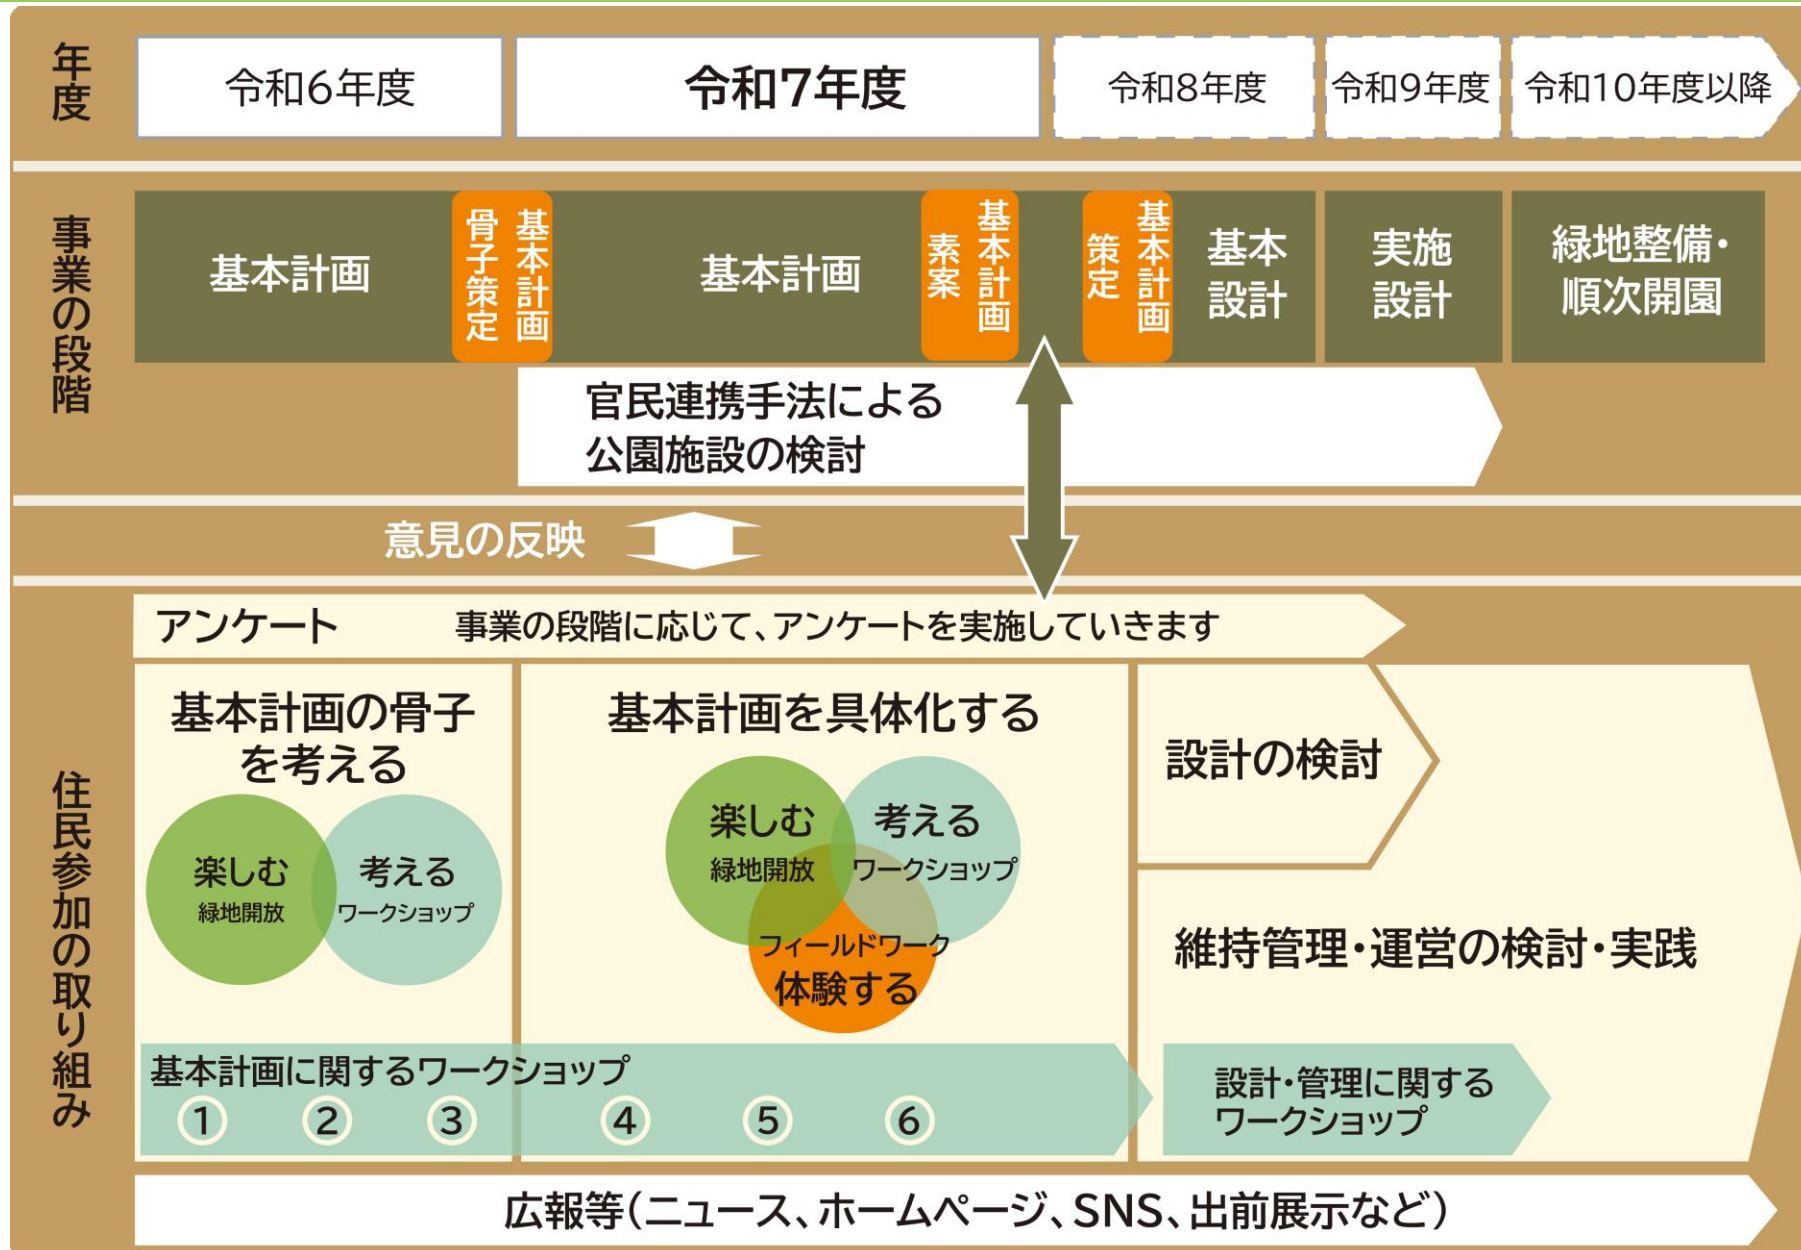 年度
令和6年度
令和7年度
令和8年度
令和9年度
令和10年度以降
事業の段階
基本計画
基本計画
骨子策定
基本計画
基本計画
素案
基本計画
策定
基本
設計
実施
設計
緑地整備・
順次開園
官民連携手法による
公園施設の検討
意見の反映
住民参加の取り組み
アンケート
事業の段階に応じて、アンケートを実施していきます
基本計画の骨子
を考える
楽しむ
緑地開放
考える
ワークショップ
基本計画を具体化する
楽しむ
緑地開放
考える
ワークショップ
フィールドワーク
体験する
設計の検討
維持管理・運営の検討・実践
基本計画に関するワークショップ
① ② ③ ④ ⑤ ⑥
設計・管理に関する
ワークショップ
広報等(ニュース、ホームページ、SNS、出前展示など)